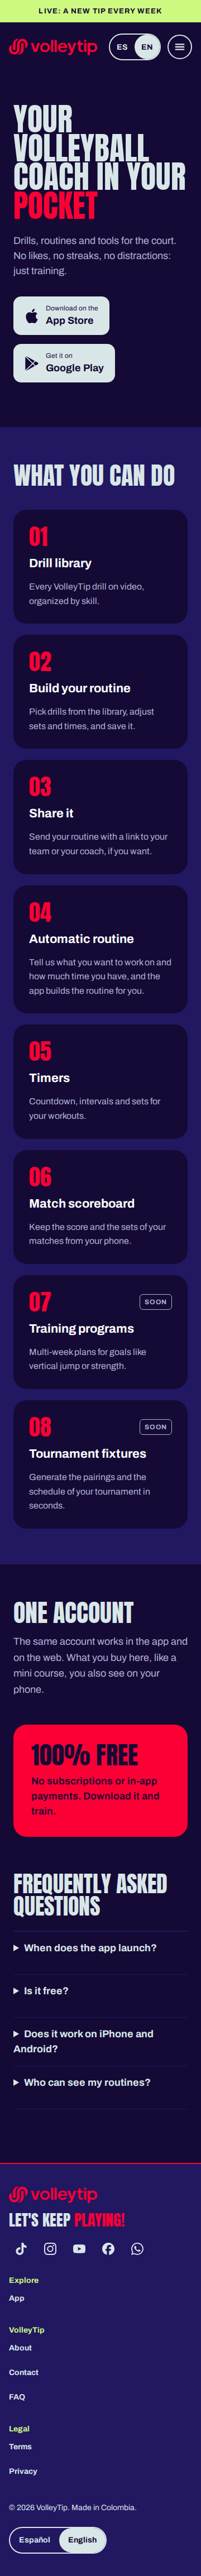 LIVE: A NEW TIP EVERY WEEK
volleytip
ES EN
YOUR
VOLLEYBALL
COACH IN YOUR
POCKET
Drills, routines and tools for the court.
No likes, no streaks, no distractions:
just training.
Download on the
App Store
Get it on
Google Play
WHAT YOU CAN DO
01
Drill library
Every VolleyTip drill on video,
organized by skill.
02
Build your routine
Pick drills from the library, adjust
sets and times, and save it.
03
Share it
Send your routine with a link to your
team or your coach, if you want.
04
Automatic routine
Tell us what you want to work on and
how much time you have, and the
app builds the routine for you.
05
Timers
Countdown, intervals and sets for
your workouts.
06
Match scoreboard
Keep the score and the sets of your
matches from your phone.
07
SOON
Training programs
Multi-week plans for goals like
vertical jump or strength.
08
SOON
Tournament fixtures
Generate the pairings and the
schedule of your tournament in
seconds.
ONE ACCOUNT
The same account works in the app and
on the web. What you buy here, like a
mini course, you also see on your
phone.
100% FREE
No subscriptions or in-app
payments. Download it and
train.
FREQUENTLY ASKED
QUESTIONS
When does the app launch?
Is it free?
Does it work on iPhone and
Android?
Who can see my routines?
volleytip
LET'S KEEP PLAYING!
Explore
App
VolleyTip
About
Contact
FAQ
Legal
Terms
Privacy
© 2026 VolleyTip. Made in Colombia.
Español English